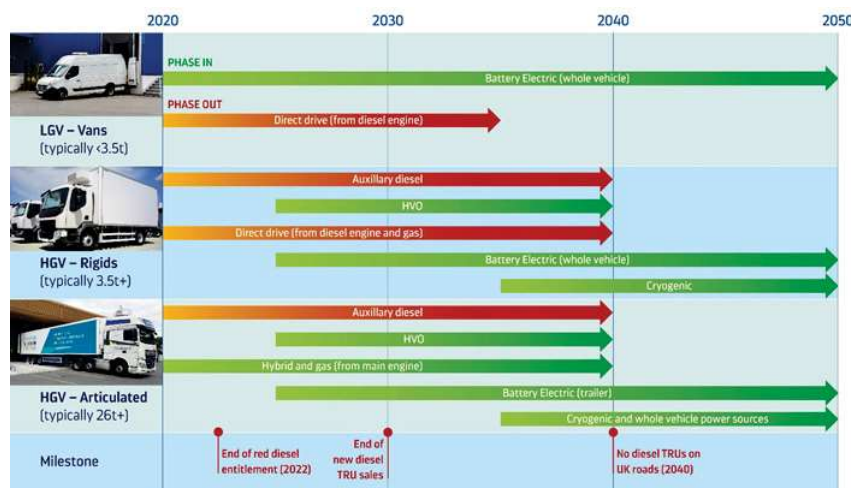 2020 2030 2040 2050
PHASE IN
Battery Electric (whole vehicle)
PHASE OUT
Direct drive (from diesel engine)
LGV – Vans
(typically <3.5t)
Auxillary diesel
HVO
Direct drive (from diesel engine and gas)
Battery Electric (whole vehicle)
Cryogenic
HGV – Rigids
(typically 3.5t+)
Auxillary diesel
HVO
Hybrid and gas (from main engine)
Battery Electric (trailer)
Cryogenic and whole vehicle power sources
HGV – Articulated
(typically 26t+)
Milestone
End of red diesel
entitlement (2022)
End of
new diesel
TRU sales
No diesel TRUs on
UK roads (2040)